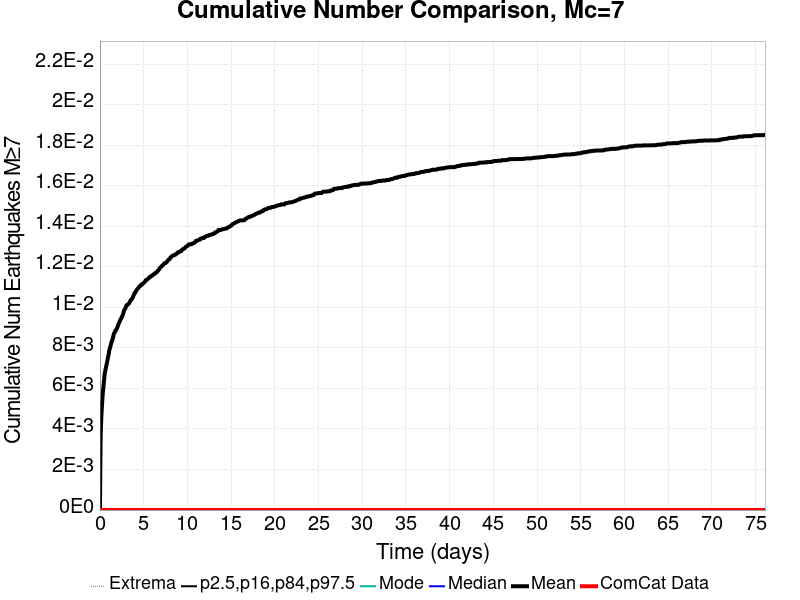 Cumulative Number Comparison, Mc=7
Cumulative Num Earthquakes M≥7
2.2E-2
2E-2
1.8E-2
1.6E-2
1.4E-2
1.2E-2
1E-2
8E-3
6E-3
4E-3
2E-3
0E0
0 5 10 15 20 25 30 35 40 45 50 55 60 65 70 75
Time (days)
Extrema p2.5,p16,p84,p97.5 Mode Median Mean ComCat Data